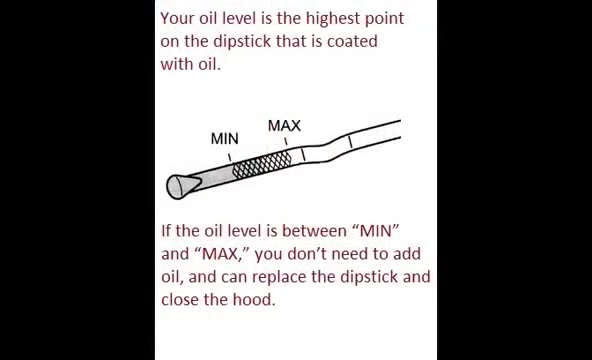 Your oil level is the highest point
on the dipstick that is coated
with oil.
MAX
MIN
If the oil level is between “MIN”
and “MAX,” you don’t need to add
oil, and can replace the dipstick and
close the hood.